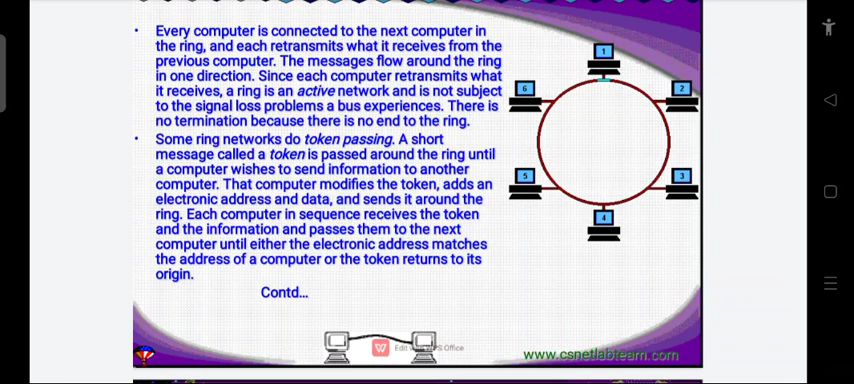 • Every computer is connected to the next computer in
the ring, and each retransmits what it receives from the
previous computer. The messages flow around the ring
in one direction. Since each computer retransmits what
it receives, a ring is an active network and is not subject
to the signal loss problems a bus experiences. There is
no termination because there is no end to the ring.
• Some ring networks do token passing. A short
message called a token is passed around the ring until
a computer wishes to send information to another
computer. That computer modifies the token, adds an
electronic address and data, and sends it around the
ring. Each computer in sequence receives the token
and the information and passes them to the next
computer until either the electronic address matches
the address of a computer or the token returns to its
origin.
Contd...
1
2
3
4
5
6
Edit with WPS Office
www.csnetlabteam.com